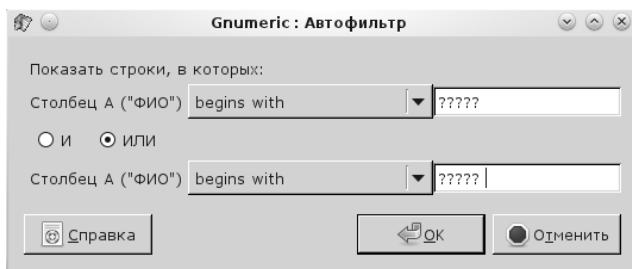 Gnumeric : Автофильтр
Показать строки, в которых:
Столбец A ("ФИО") begins with ?????
И ИЛИ
Столбец A ("ФИО") begins with ?????
Справка OK Отменить